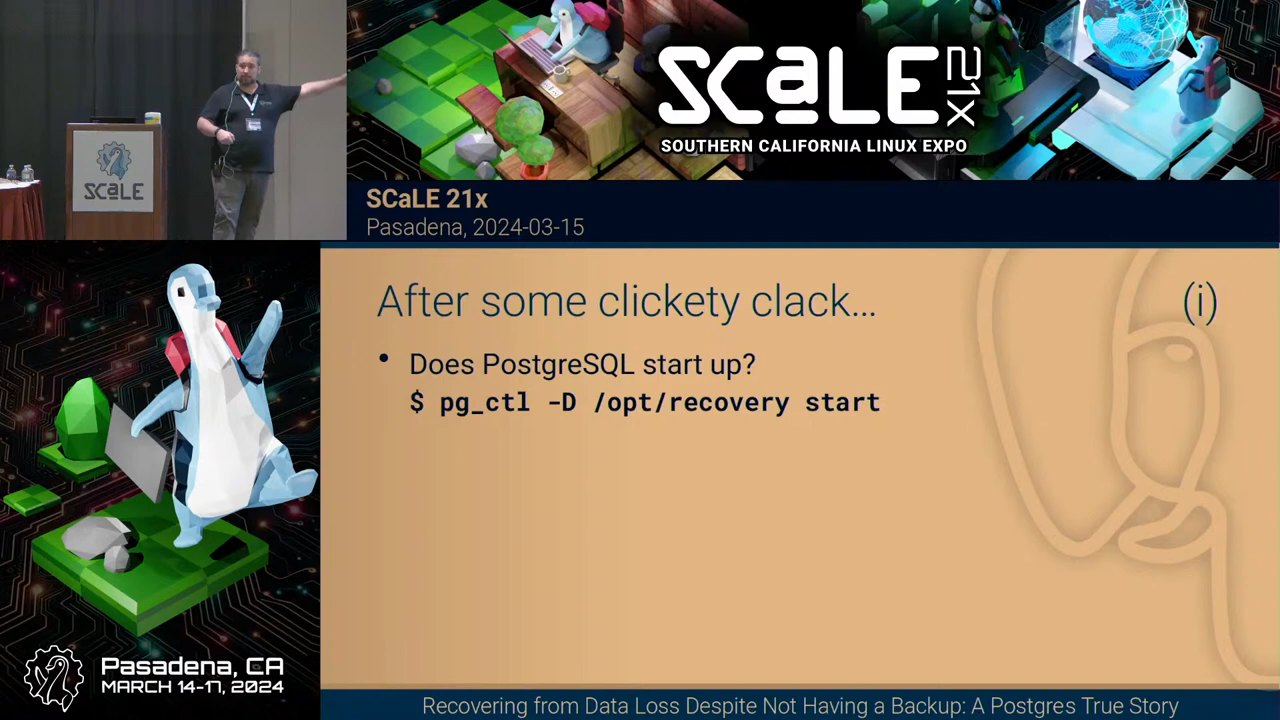 SCaLE
SCaLE 21x
SOUTHERN CALIFORNIA LINUX EXPO
SCaLE 21x
Pasadena, 2024-03-15
After some clickety clack... (i)
• Does PostgreSQL start up?
$ pg_ctl -D /opt/recovery start
Pasadena, CA
MARCH 14-17, 2024
Recovering from Data Loss Despite Not Having a Backup: A Postgres True Story